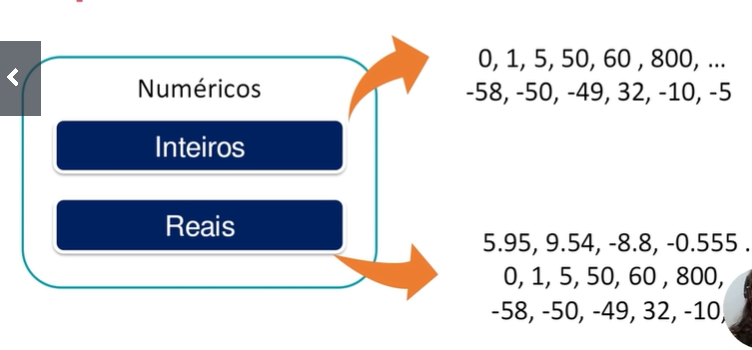 Numéricos
Inteiros
Reais
0, 1, 5, 50, 60 , 800, ...
-58, -50, -49, 32, -10, -5
5.95, 9.54, -8.8, -0.555 .
0, 1, 5, 50, 60 , 800,
-58, -50, -49, 32, -10,